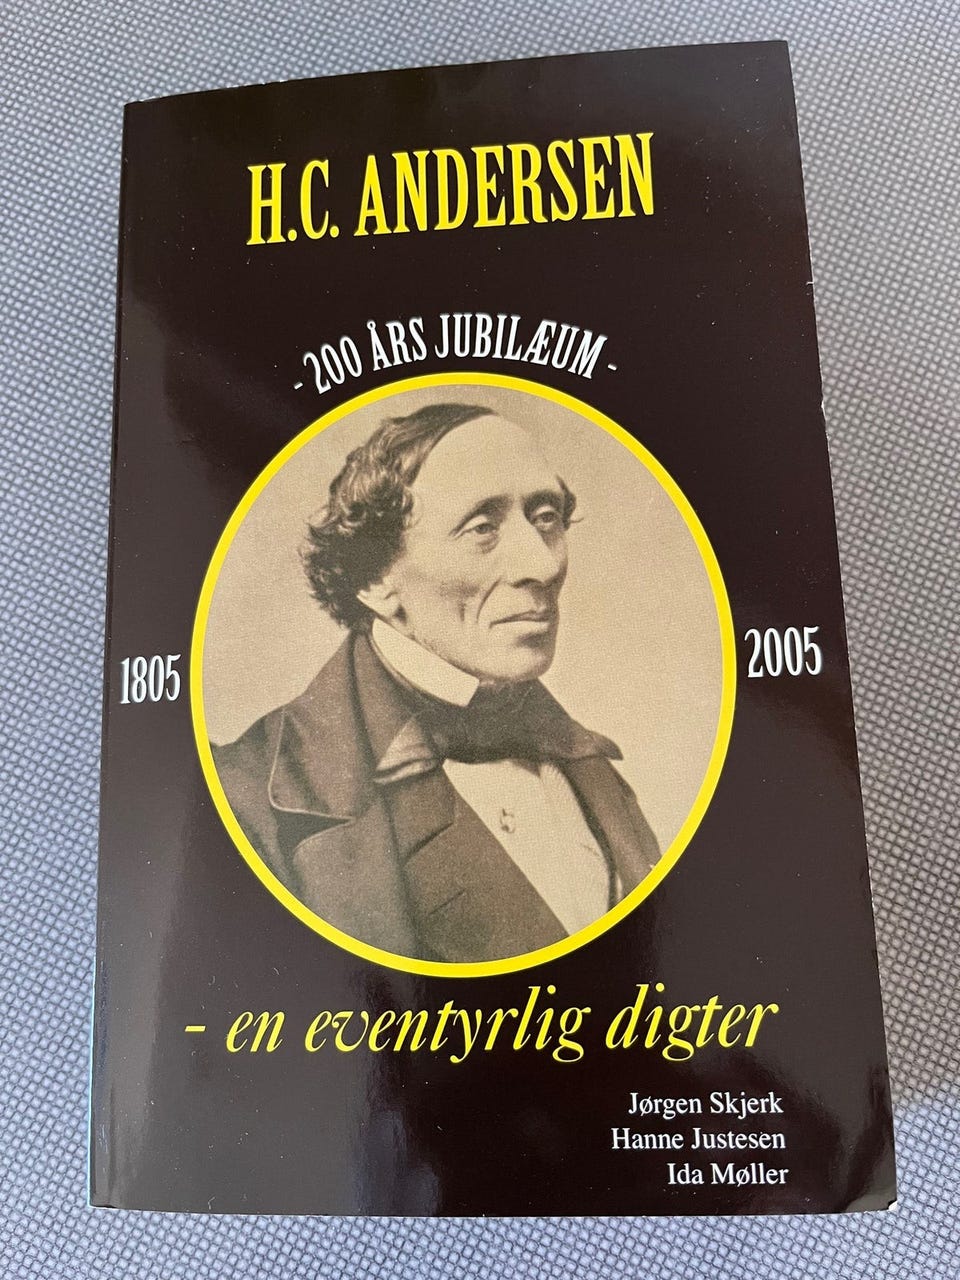 H.C. ANDERSEN
- 200 ÅRS JUBILÆUM -
1805
2005
- en eventyrlig digter
Jørgen Skjerk
Hanne Justesen
Ida Møller